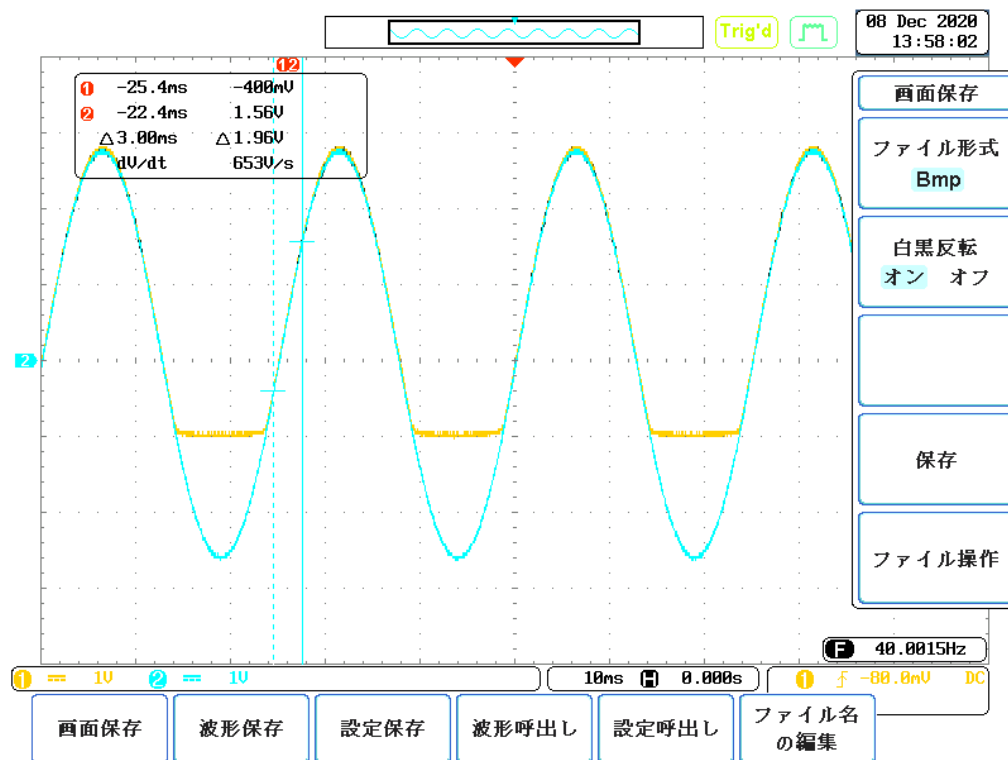 Trig'd
08 Dec 2020
13:58:02
12
1 -25.4ms -400mV
2 -22.4ms 1.56V
△3.00ms △1.96V
dV/dt 653V/s
画面保存
ファイル形式
Bmp
白黒反転
オン オフ
保存
ファイル操作
2
F 40.0015Hz
1 1V 2 1V
10ms H 0.000s
1 -80.0mV DC
画面保存
波形保存
設定保存
波形呼出し
設定呼出し
ファイル名
の編集